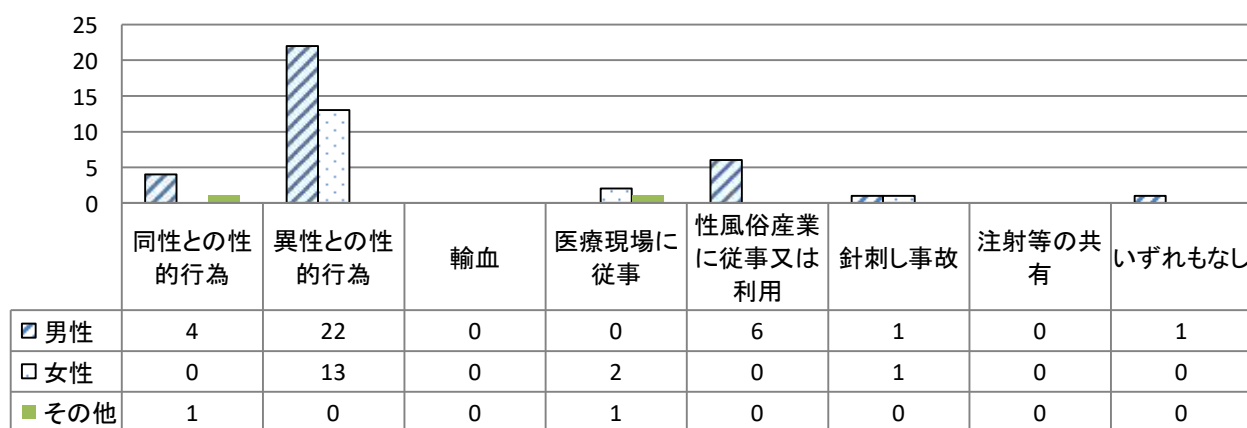 25
20
15
10
5
0
同性との性的行為 異性との性的行為 輸血 医療現場に従事 性風俗産業に従事又は利用 針刺し事故 注射等の共有 いずれもなし
男性 4 22 0 0 6 1 0 1
女性 0 13 0 2 0 1 0 0
その他 1 0 0 1 0 0 0 0